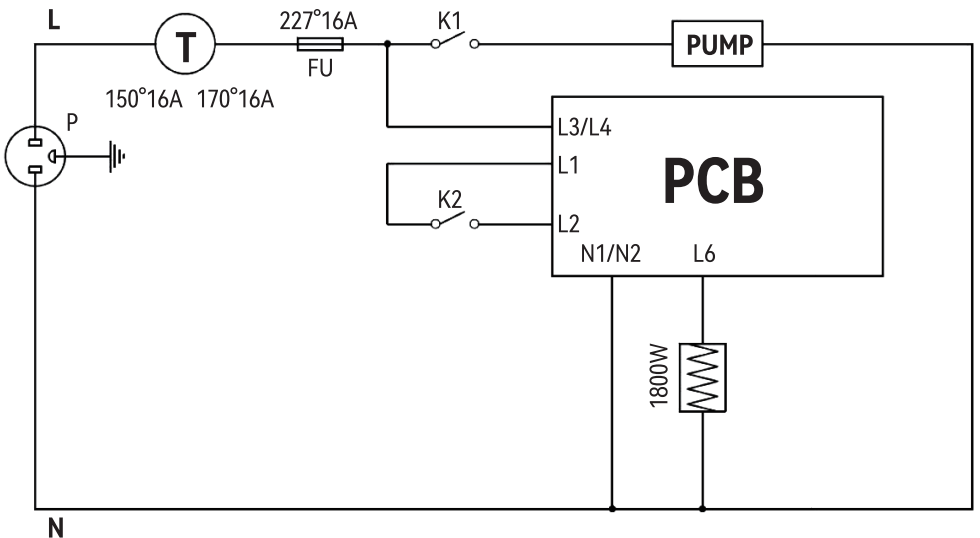 L
227°16A
K1
T
PUMP
FU
150°16A 170°16A
P
L3/L4
L1
PCB
K2
L2
N1/N2
L6
1800W
N